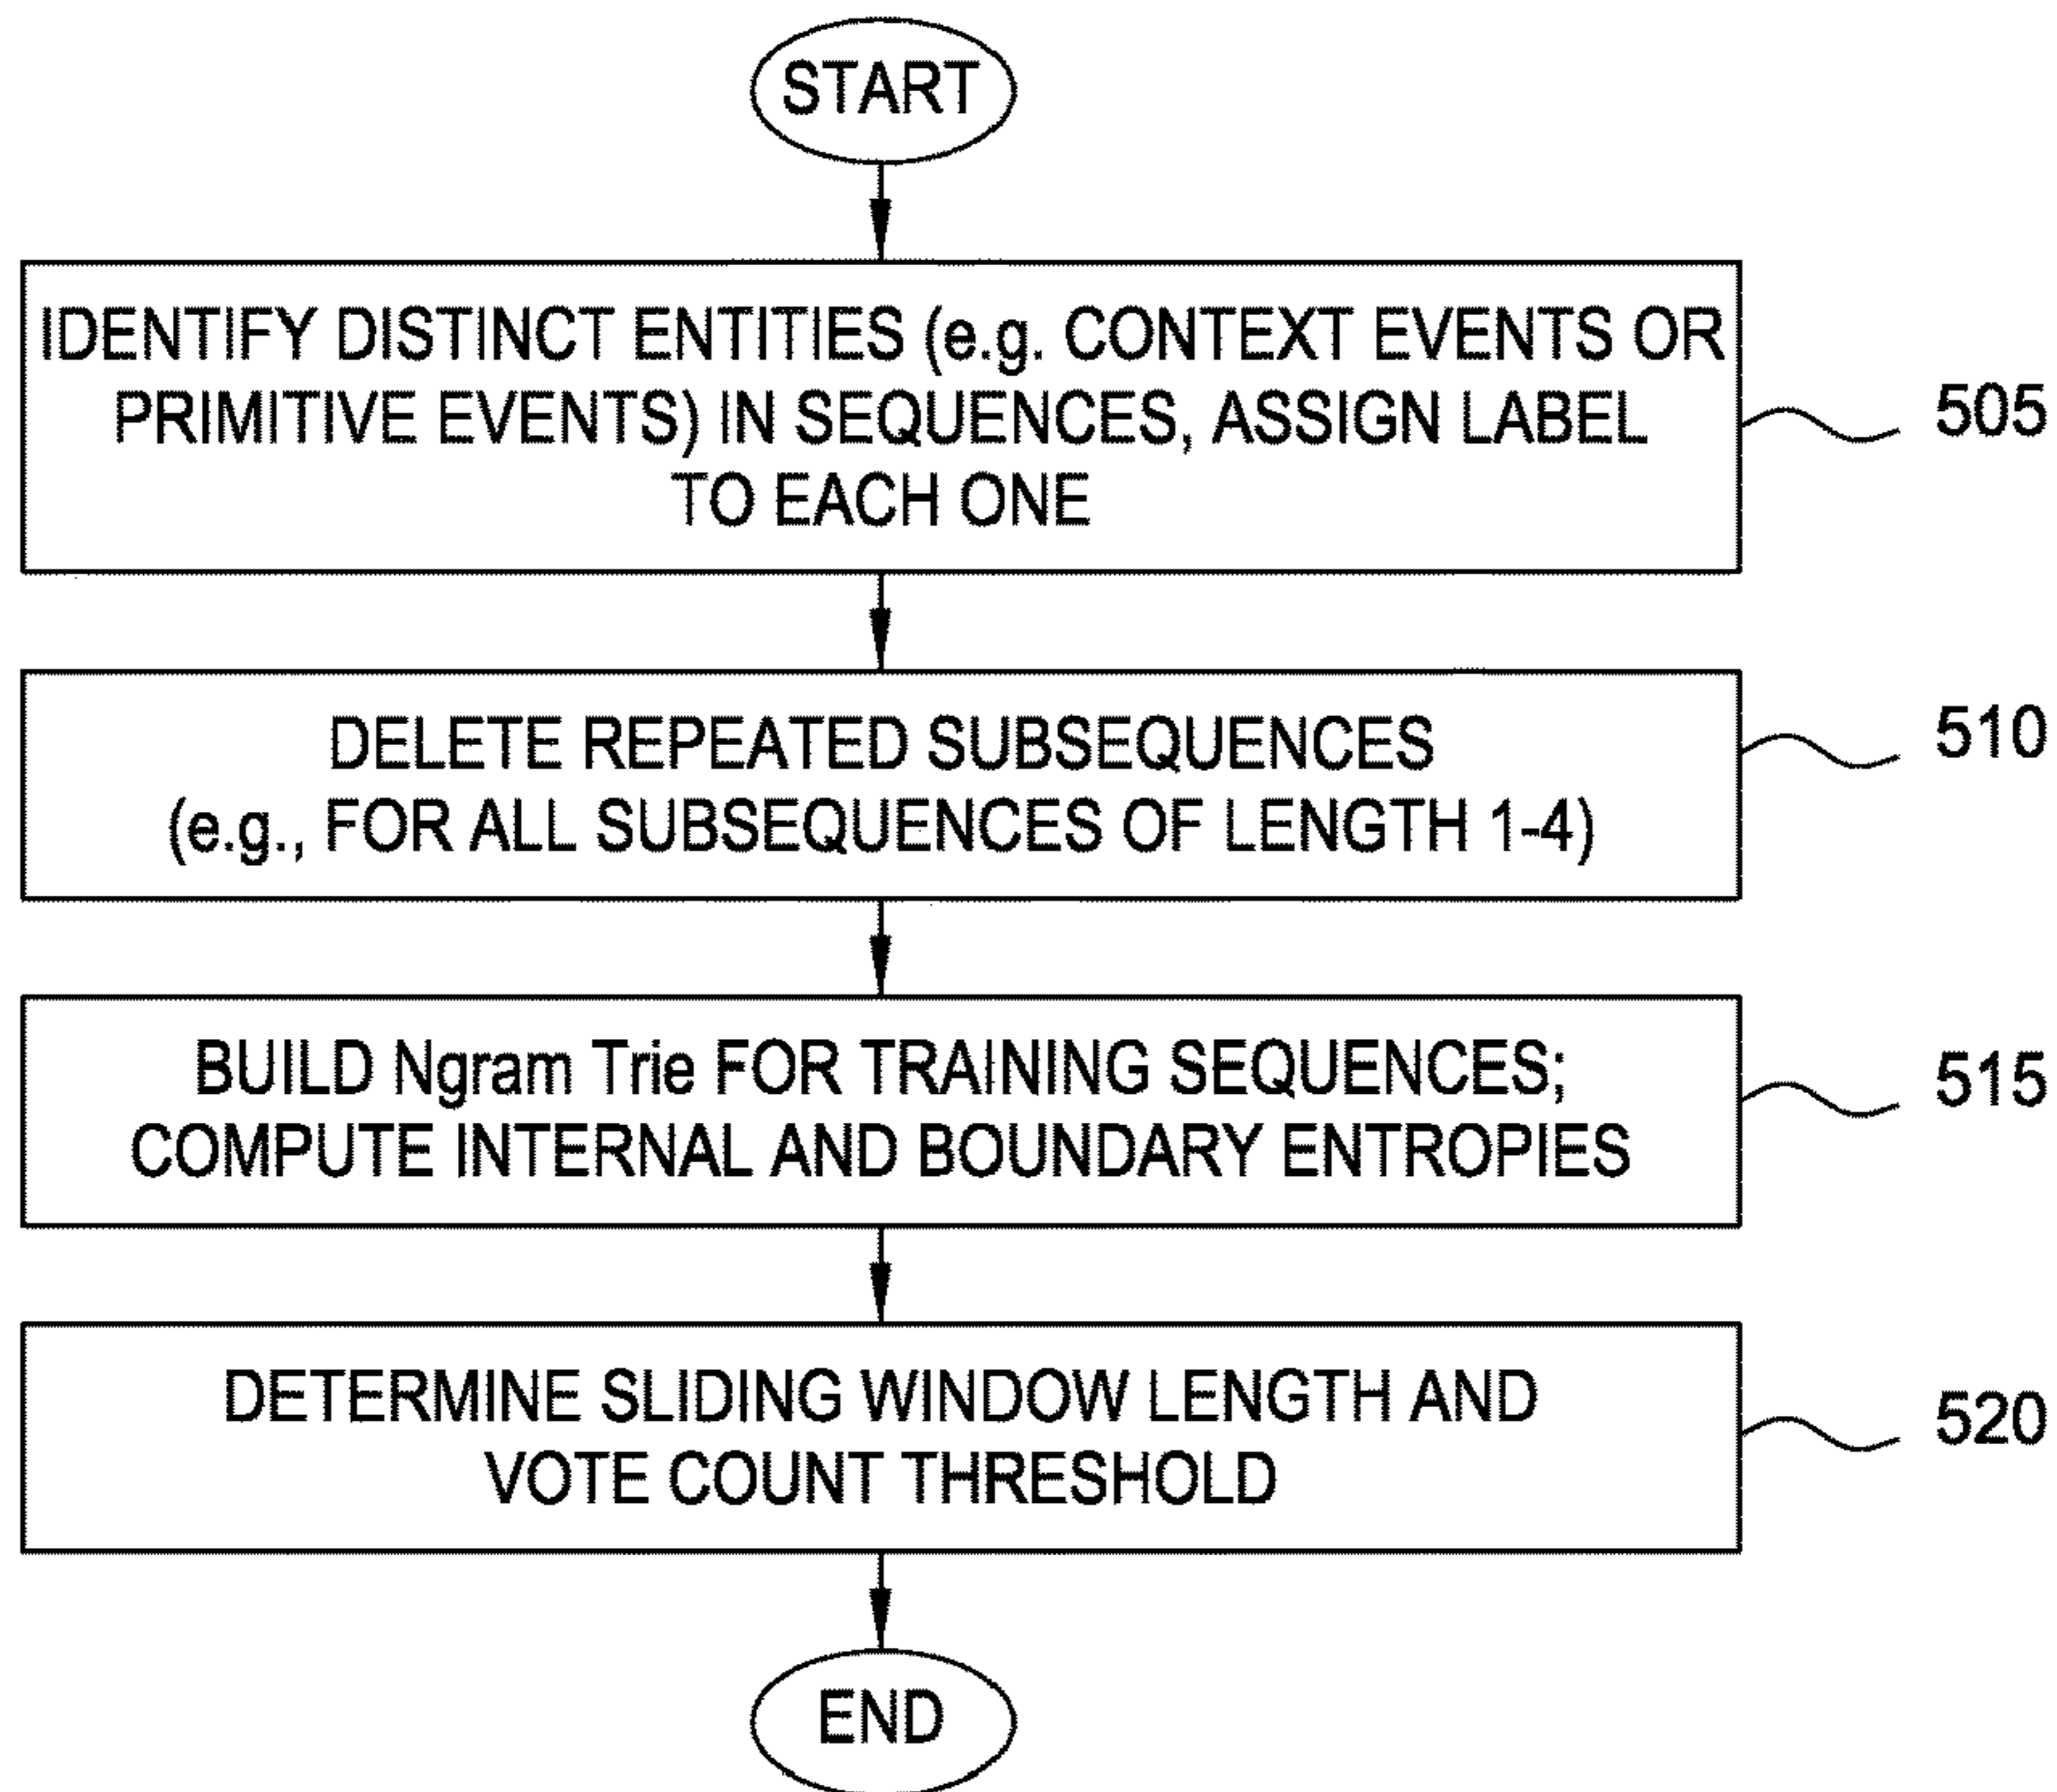 START
IDENTIFY DISTINCT ENTITIES (e.g. CONTEXT EVENTS OR
PRIMITIVE EVENTS) IN SEQUENCES, ASSIGN LABEL
TO EACH ONE
505
DELETE REPEATED SUBSEQUENCES
(e.g., FOR ALL SUBSEQUENCES OF LENGTH 1-4)
510
BUILD Ngram Trie FOR TRAINING SEQUENCES;
COMPUTE INTERNAL AND BOUNDARY ENTROPIES
515
DETERMINE SLIDING WINDOW LENGTH AND
VOTE COUNT THRESHOLD
520
END